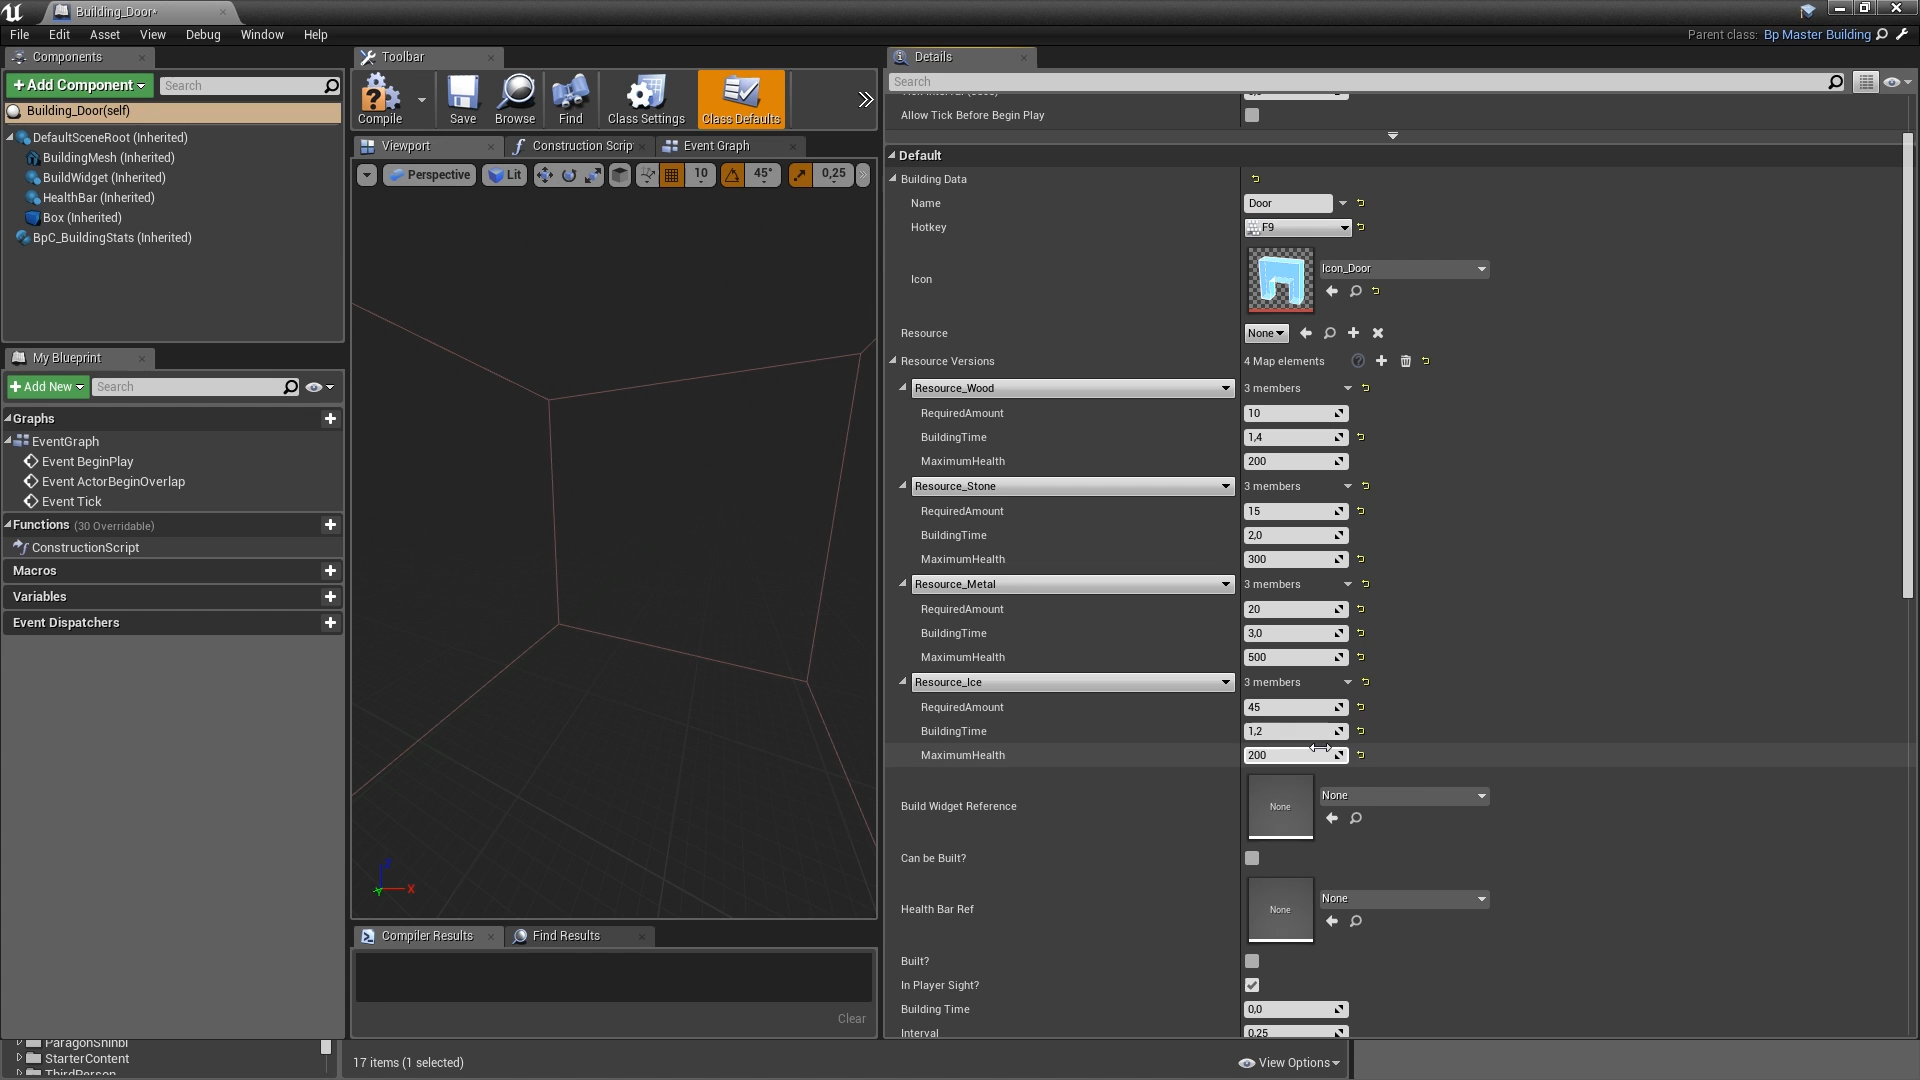 Building_Door*
File Edit Asset View Debug Window Help
Parent class: Bp Master Building
Components
Add Component
Search
Building_Door(self)
DefaultSceneRoot (Inherited)
BuildingMesh (Inherited)
BuildWidget (Inherited)
HealthBar (Inherited)
Box (Inherited)
BpC_BuildingStats (Inherited)
My Blueprint
Add New
Search
Graphs
EventGraph
Event BeginPlay
Event ActorBeginOverlap
Event Tick
Functions (30 Overridable)
ConstructionScript
Macros
Variables
Event Dispatchers
ParagonShinbi
StarterContent
ThirdPerson
Toolbar
Compile Save Browse Find Class Settings Class Defaults
Viewport Construction Scrip Event Graph
Perspective Lit 10 45° 0,25
Z
X
Y
Compiler Results Find Results
Clear
17 items (1 selected)
View Options
Details
Search
Allow Tick Before Begin Play
Default
Building Data
Name Door
Hotkey F9
Icon Icon_Door
Resource None
Resource Versions 4 Map elements
Resource_Wood 3 members
RequiredAmount 10
BuildingTime 1,4
MaximumHealth 200
Resource_Stone 3 members
RequiredAmount 15
BuildingTime 2,0
MaximumHealth 300
Resource_Metal 3 members
RequiredAmount 20
BuildingTime 3,0
MaximumHealth 500
Resource_Ice 3 members
RequiredAmount 45
BuildingTime 1,2
MaximumHealth 200
Build Widget Reference None None
Can be Built?
Health Bar Ref None None
Built?
In Player Sight?
Building Time 0,0
Interval 0,25